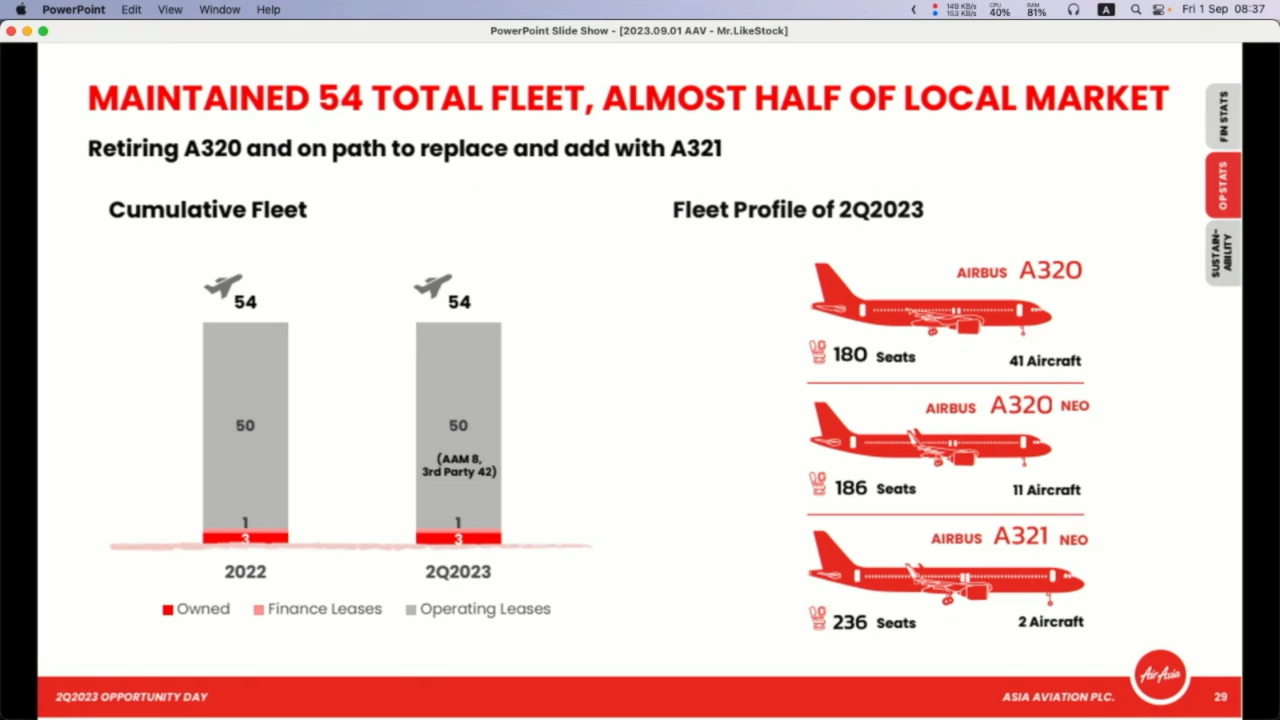 PowerPoint Edit View Window Help
149 KB/s
163 KB/s
CPU
40%
RAM
81%
A
Fri 1 Sep 08:37
PowerPoint Slide Show - [2023.09.01 AAV - Mr.LikeStock]
MAINTAINED 54 TOTAL FLEET, ALMOST HALF OF LOCAL MARKET
Retiring A320 and on path to replace and add with A321
FIN STATS
OPSTATS
SUSTAIN-
ABILITY
Cumulative Fleet
54
54
50
50
(AAM 8,
3rd Party 42)
1
1
3
3
2022
2Q2023
Owned Finance Leases Operating Leases
Fleet Profile of 2Q2023
AIRBUS A320
180 Seats 41 Aircraft
AIRBUS A320 NEO
186 Seats 11 Aircraft
AIRBUS A321 NEO
236 Seats 2 Aircraft
2Q2023 OPPORTUNITY DAY
ASIA AVIATION PLC.
AirAsia
29